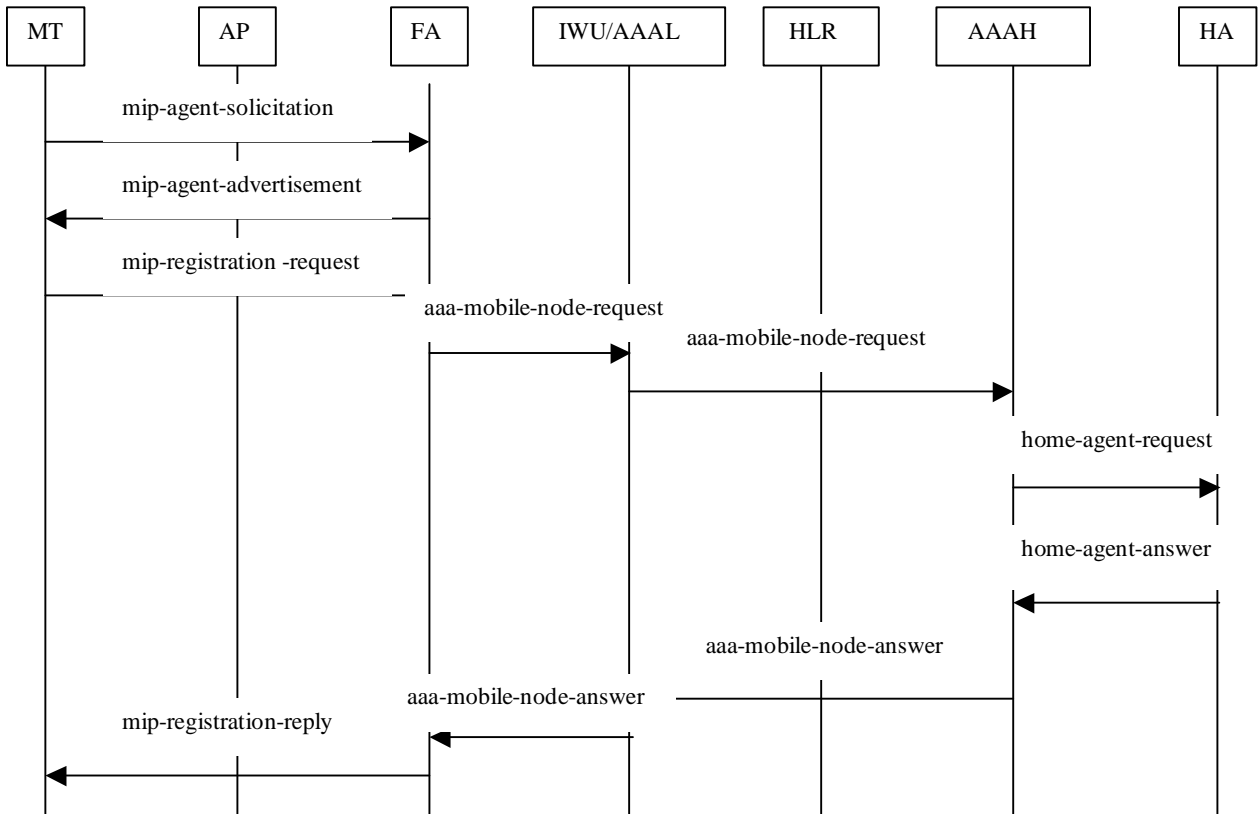 MT
AP
FA
IWU/AAAL
HLR
AAAH
HA
mip-agent-solicitation
mip-agent-advertisement
mip-registration -request
aaa-mobile-node-request
aaa-mobile-node-request
home-agent-request
home-agent-answer
aaa-mobile-node-answer
aaa-mobile-node-answer
mip-registration-reply